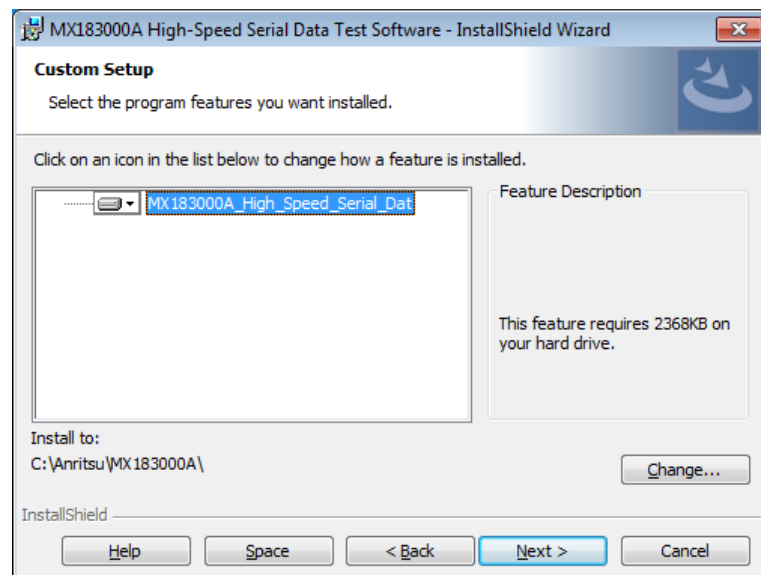 MX183000A High-Speed Serial Data Test Software - InstallShield Wizard
Custom Setup
Select the program features you want installed.
Click on an icon in the list below to change how a feature is installed.
MX183000A_High_Speed_Serial_Dat
Feature Description
This feature requires 2368KB on
your hard drive.
Install to:
C:\Anritsu\MX183000A\
Change...
InstallShield
Help
Space
< Back
Next >
Cancel